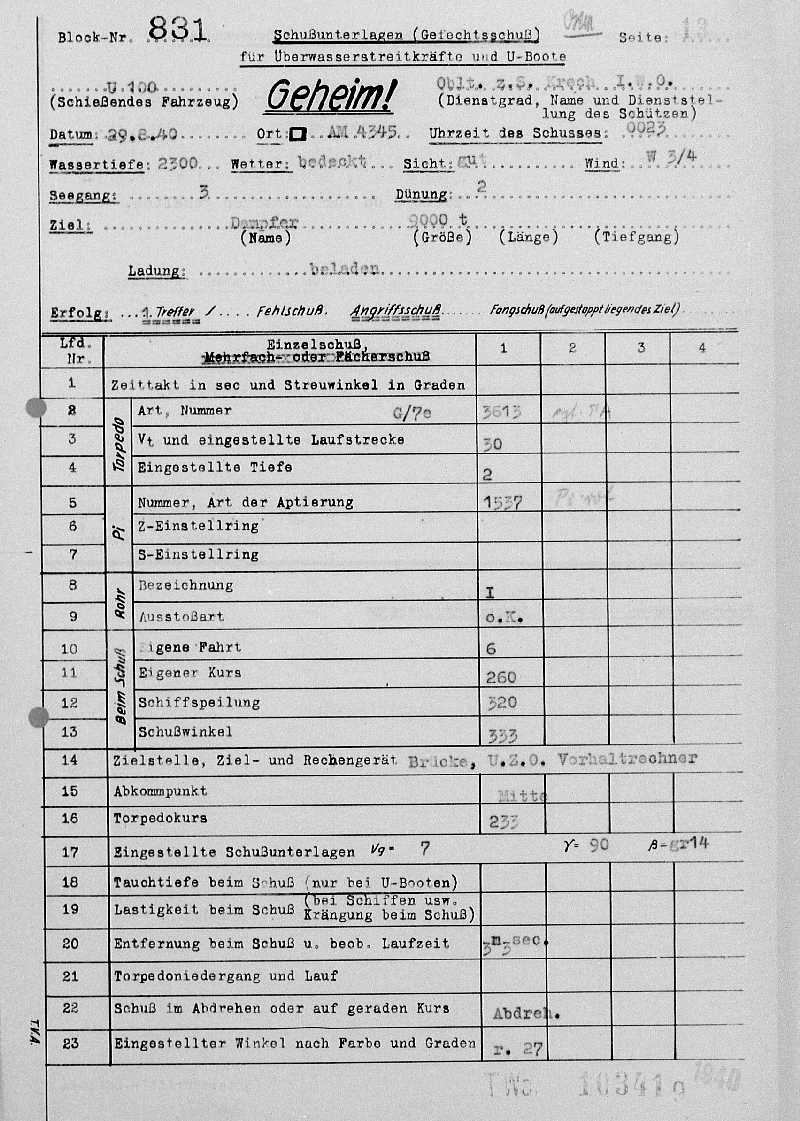 Block-Nr. 831 Schußunterlagen (Gefechtsschuß) Seite: 13
für Überwasserstreitkräfte und U-Boote
U 100 Geheim! Oblt. z.S. Krech I.W.O.
(Schießendes Fahrzeug) (Dienstgrad, Name und Dienststel-
lung des Schützen)
Datum: 29.8.40 Ort: AM 4345 Uhrzeit des Schusses: 0023
Wassertiefe: 2300 Wetter: bedeckt Sicht: gut Wind: W 3/4
Seegang: 3 Dünung: 2
Ziel: Dampfer 9000 t
(Name) (Größe) (Länge) (Tiefgang)
Ladung: beladen
Erfolg: 1. Treffer / Fehlschuß. Angriffsschuß Fangschuß (auf gestoppt liegendes Ziel)
Lfd. Nr. Einzelschuß, Mehrfach- oder Fächerschuß 1 2 3 4
1 Zeittakt in sec und Streuwinkel in Graden
Torpedo
2 Art, Nummer G/7e 3613
3 Vt und eingestellte Laufstrecke 30
4 Eingestellte Tiefe 2
Pi
5 Nummer, Art der Aptierung 1537
6 Z-Einstellring
7 S-Einstellring
Rohr
8 Bezeichnung I
9 Ausstoßart o.K.
Beim Schuß
10 Eigene Fahrt 6
11 Eigener Kurs 260
12 Schiffspeilung 320
13 Schußwinkel 333
14 Zielstelle, Ziel- und Rechengerät Brücke, U.Z.O. Vorhaltrechner
15 Abkommpunkt Mitte
16 Torpedokurs 233
17 Eingestellte Schußunterlagen Vg= 7 γ= 90 β=gr14
18 Tauchtiefe beim Schuß (nur bei U-Booten)
19 Lastigkeit beim Schuß (bei Schiffen usw. Krängung beim Schuß)
20 Entfernung beim Schuß u. beob. Laufzeit
21 Torpedoniedergang und Lauf
22 Schuß im Abdrehen oder auf geraden Kurs Abdreh.
23 Eingestellter Winkel nach Farbe und Graden r. 27
TKA.
TWa. 10341g 1940